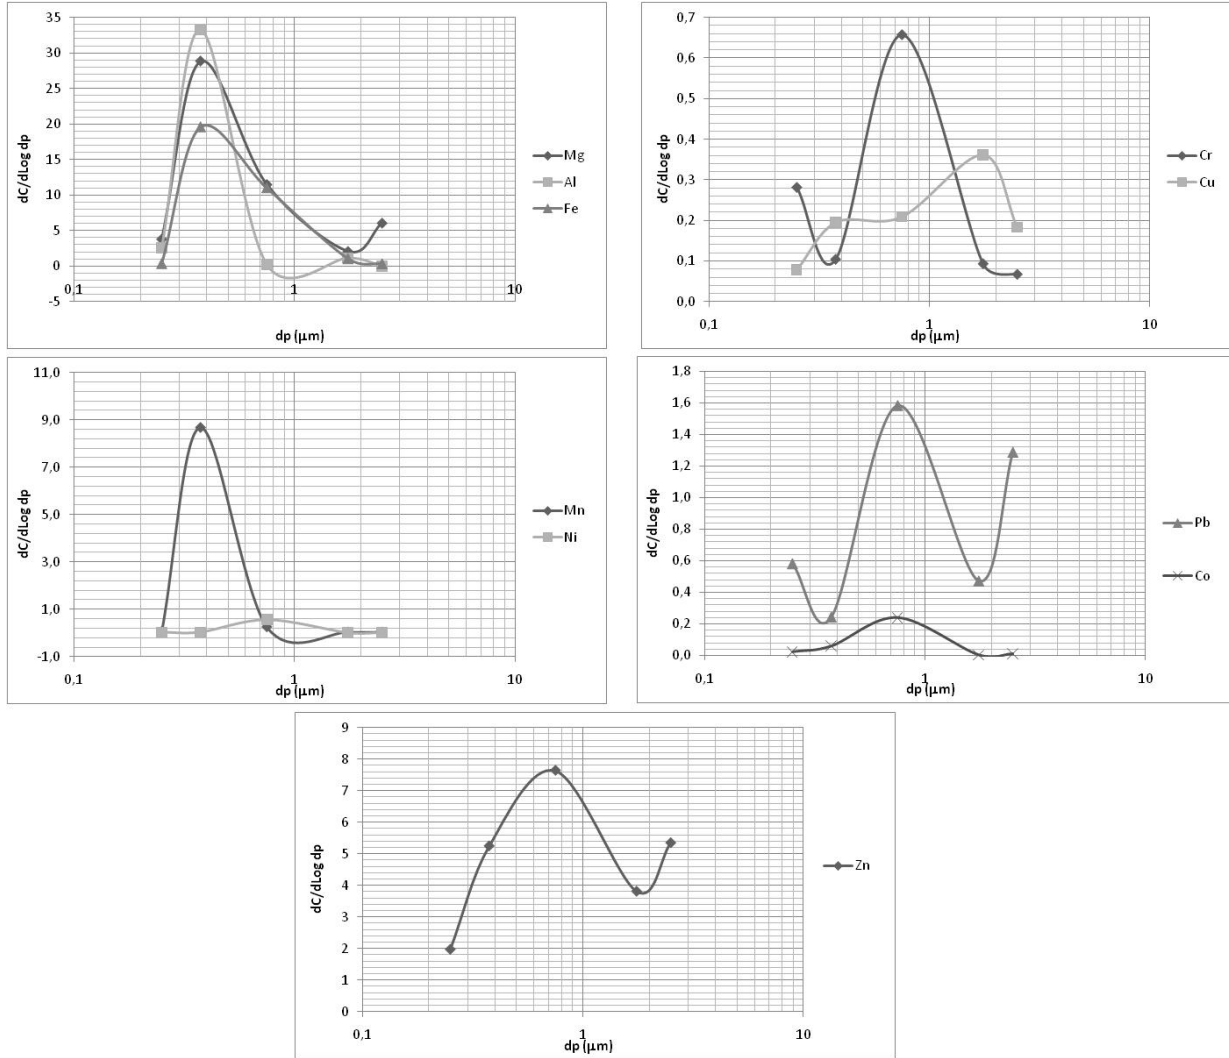 35
30
25
20
15
10
5
0
-5
dC/dLog dp
0,1
1
10
dp (μm)
Mg
Al
Fe
0,7
0,6
0,5
0,4
0,3
0,2
0,1
0,0
dC/dLog dp
0,1
1
10
dp (μm)
Cr
Cu
11,0
9,0
7,0
5,0
3,0
1,0
-1,0
dC/dLog dp
0,1
1
10
dp (μm)
Mn
Ni
1,8
1,6
1,4
1,2
1,0
0,8
0,6
0,4
0,2
0,0
dC/dLog dp
0,1
1
10
dp (μm)
Pb
Co
9
8
7
6
5
4
3
2
1
0
dC/dLog dp
0,1
1
10
dp (μm)
Zn